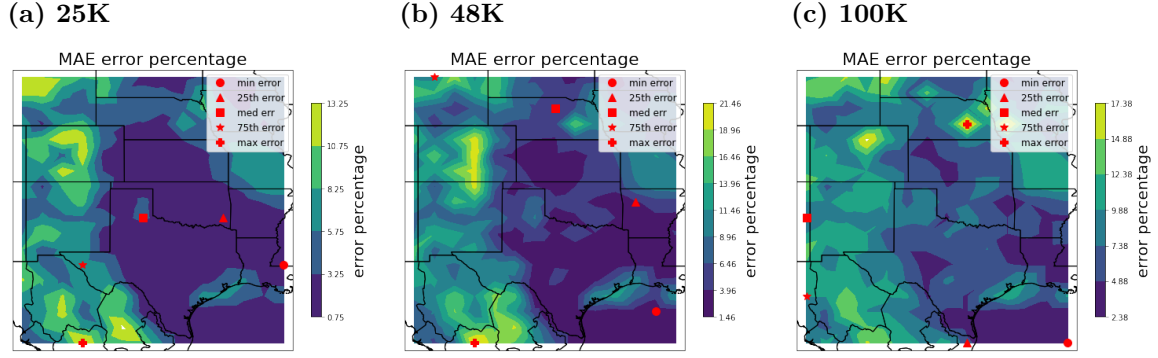 (a) 25K
MAE error percentage
min error
25th error
med err
75th error
max error
13.25
10.75
8.25
5.75
3.25
0.75
error percentage
(b) 48K
MAE error percentage
min error
25th error
med err
75th error
max error
21.46
18.96
16.46
13.96
11.46
8.96
6.46
3.96
1.46
error percentage
(c) 100K
MAE error percentage
min error
25th error
med err
75th error
max error
17.38
14.88
12.38
9.88
7.38
4.88
2.38
error percentage